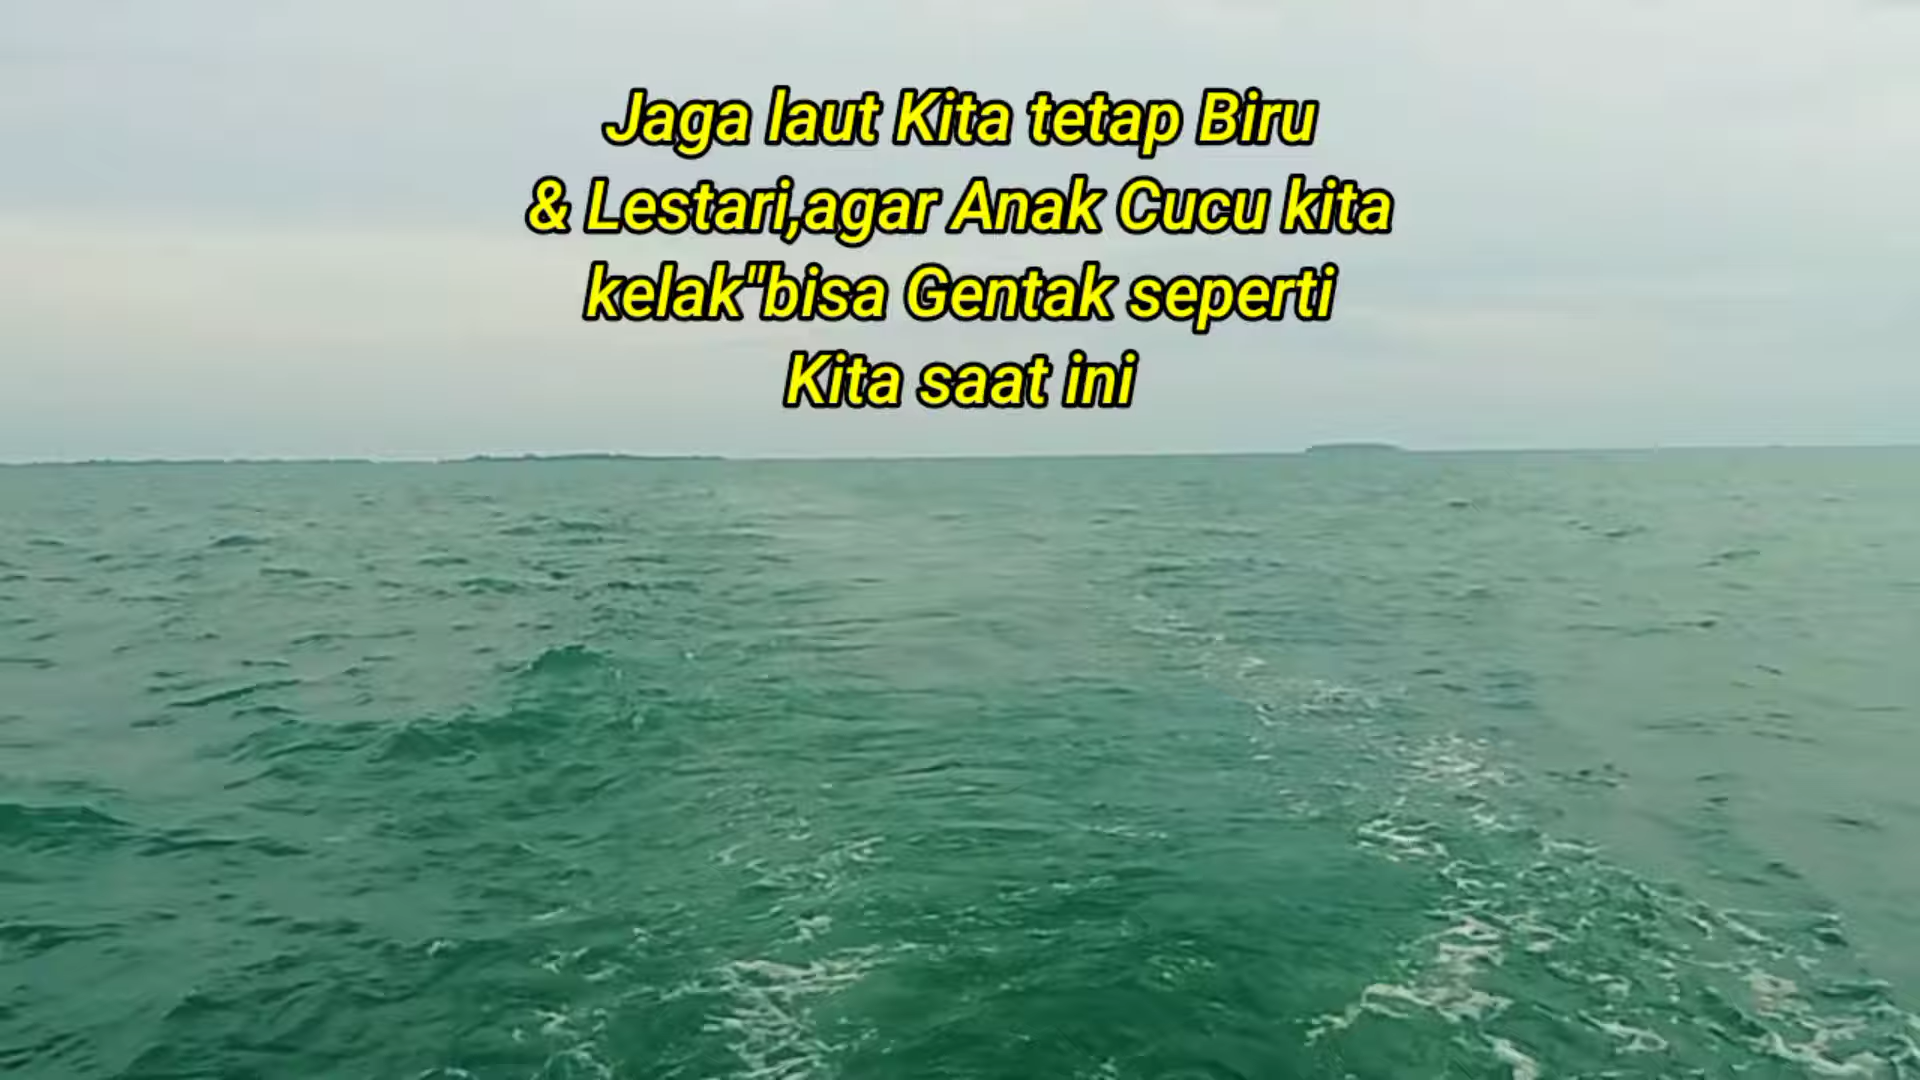 Jaga laut Kita tetap Biru
& Lestari,agar Anak Cucu kita
kelak"bisa Gentak seperti
Kita saat ini